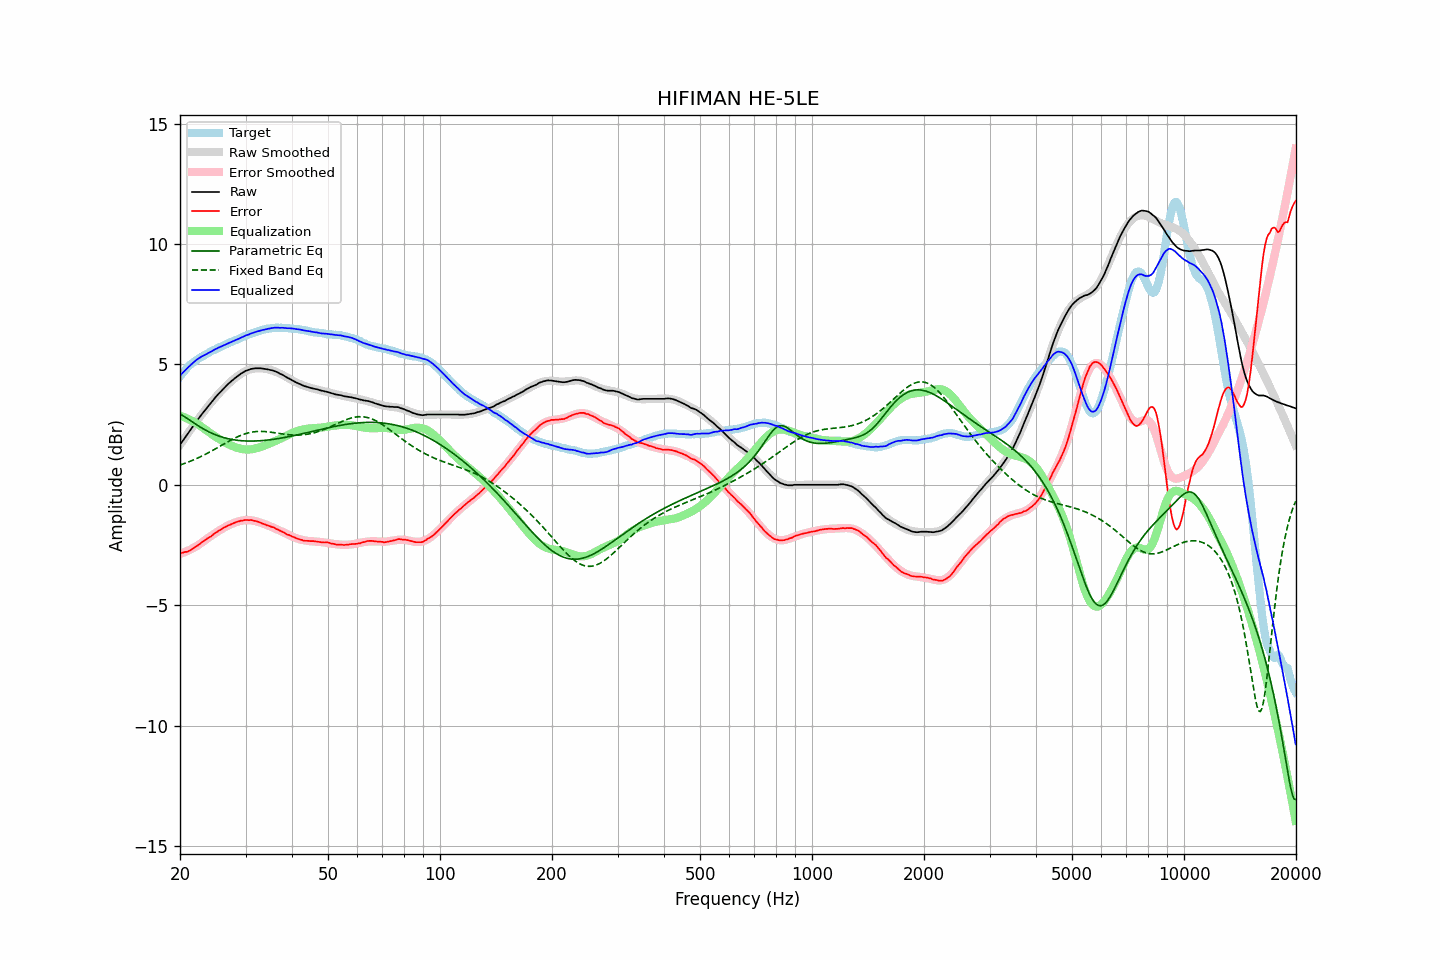 HIFIMAN HE-5LE
15
10
5
0
−5
−10
−15
Amplitude (dBr)
Target
Raw Smoothed
Error Smoothed
Raw
Error
Equalization
Parametric Eq
Fixed Band Eq
Equalized
20 50 100 200 500 1000 2000 5000 10000 20000
Frequency (Hz)